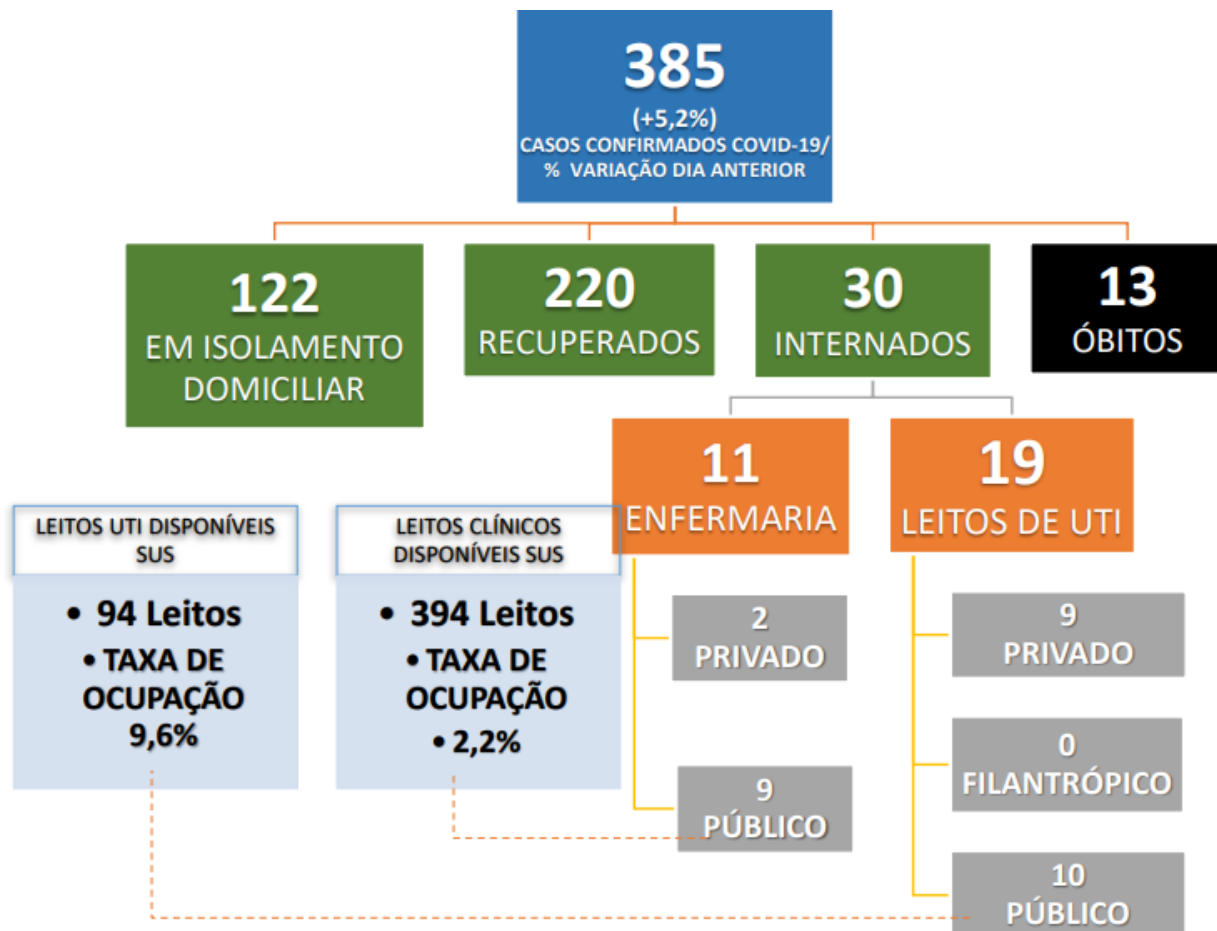 385
(+5,2%)
CASOS CONFIRMADOS COVID-19/
% VARIAÇÃO DIA ANTERIOR
122
EM ISOLAMENTO
DOMICILIAR
220
RECUPERADOS
30
INTERNADOS
13
ÓBITOS
11
ENFERMARIA
19
LEITOS DE UTI
LEITOS UTI DISPONÍVEIS
SUS
• 94 Leitos
• TAXA DE
OCUPAÇÃO
9,6%
LEITOS CLÍNICOS
DISPONÍVEIS SUS
• 394 Leitos
• TAXA DE
OCUPAÇÃO
• 2,2%
2
PRIVADO
9
PÚBLICO
9
PRIVADO
0
FILANTRÓPICO
10
PÚBLICO